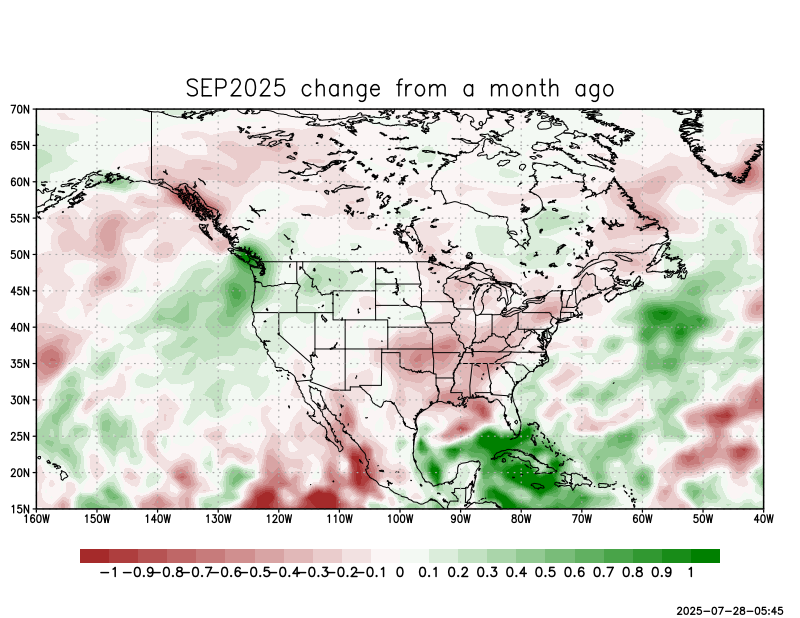 SEP2025 change from a month ago
70N
65N
60N
55N
50N
45N
40N
35N
30N
25N
20N
15N
160W 150W 140W 130W 120W 110W 100W 90W 80W 70W 60W 50W 40W
-1 -0.9 -0.8 -0.7 -0.6 -0.5 -0.4 -0.3 -0.2 -0.1 0 0.1 0.2 0.3 0.4 0.5 0.6 0.7 0.8 0.9 1
2025-07-28-05:45